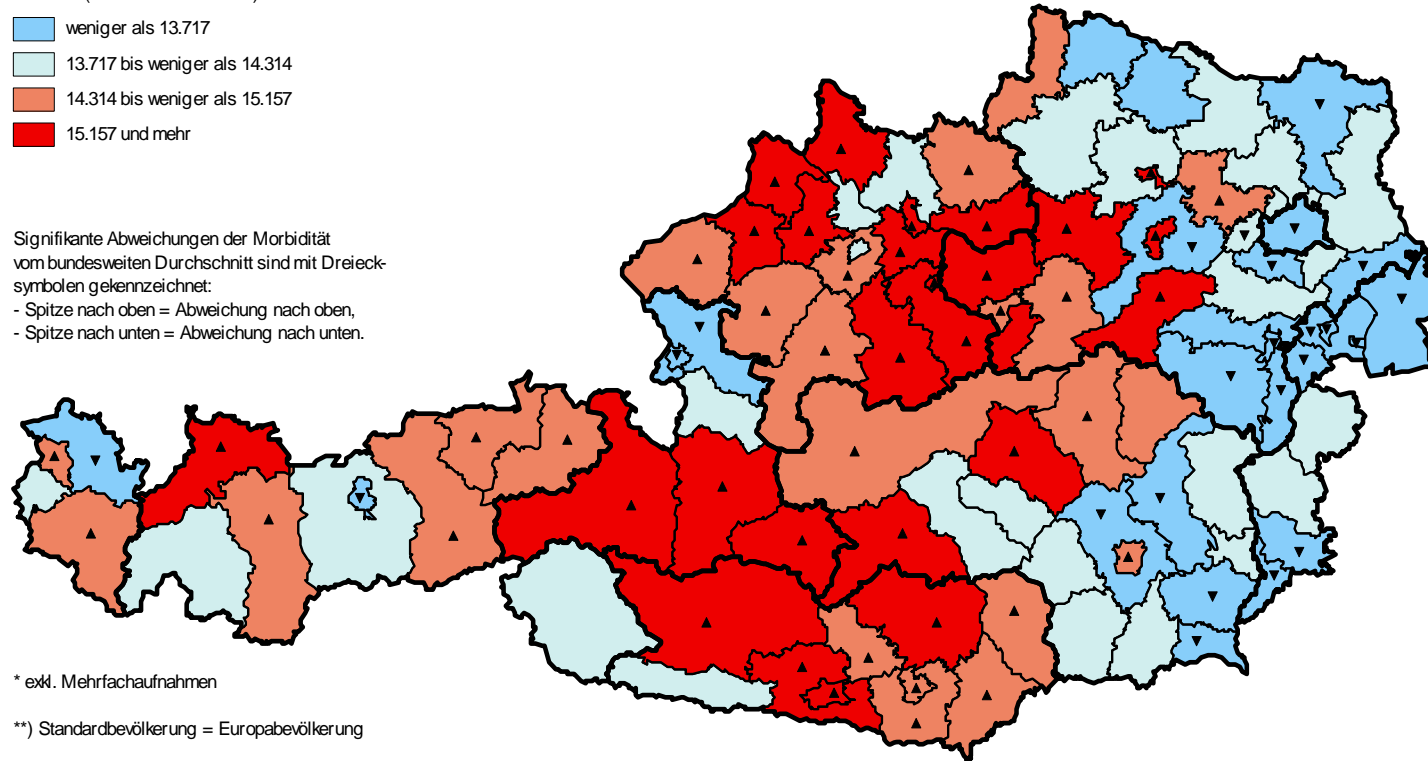 weniger als 13.717
13.717 bis weniger als 14.314
14.314 bis weniger als 15.157
15.157 und mehr
Signifikante Abweichungen der Morbidität
vom bundesweiten Durchschnitt sind mit Dreieck-
symbolen gekennzeichnet:
- Spitze nach oben = Abweichung nach oben,
- Spitze nach unten = Abweichung nach unten.
* exkl. Mehrfachaufnahmen
**) Standardbevölkerung = Europabevölkerung